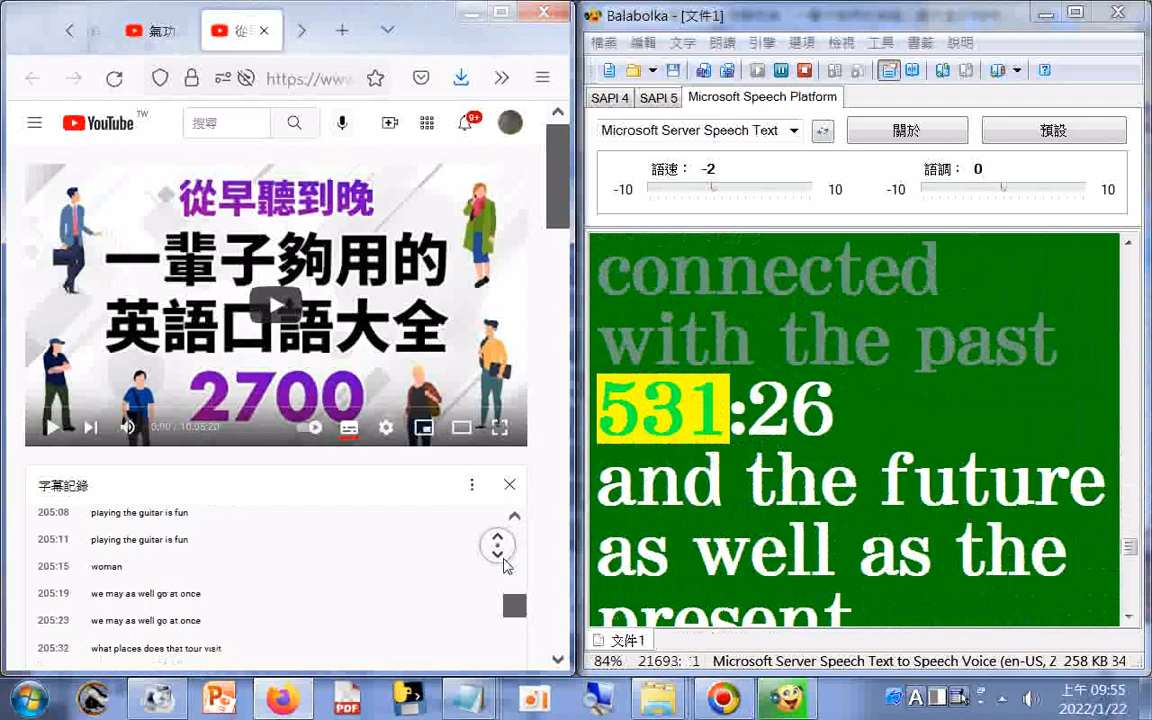 氣功
從
https://www
YouTube TW
搜尋
9+
從早聽到晚
一輩子夠用的
英語口語大全
2700
0:00 / 10:05:20
字幕記錄
205:08 playing the guitar is fun
205:11 playing the guitar is fun
205:15 woman
205:19 we may as well go at once
205:23 we may as well go at once
205:32 what places does that tour visit
Balabolka - [文件1]
檔案 編輯 文字 朗讀 引擎 選項 檢視 工具 書籤 說明
SAPI 4 SAPI 5 Microsoft Speech Platform
Microsoft Server Speech Text 關於 預設
語速： -2 語調： 0
-10 10 -10 10
connected
with the past
531:26
and the future
as well as the
present
文件1
84% 21693: Microsoft Server Speech Text to Speech Voice (en-US, Z 258 KB 34
PDF
A
上午 09:55
2022/1/22